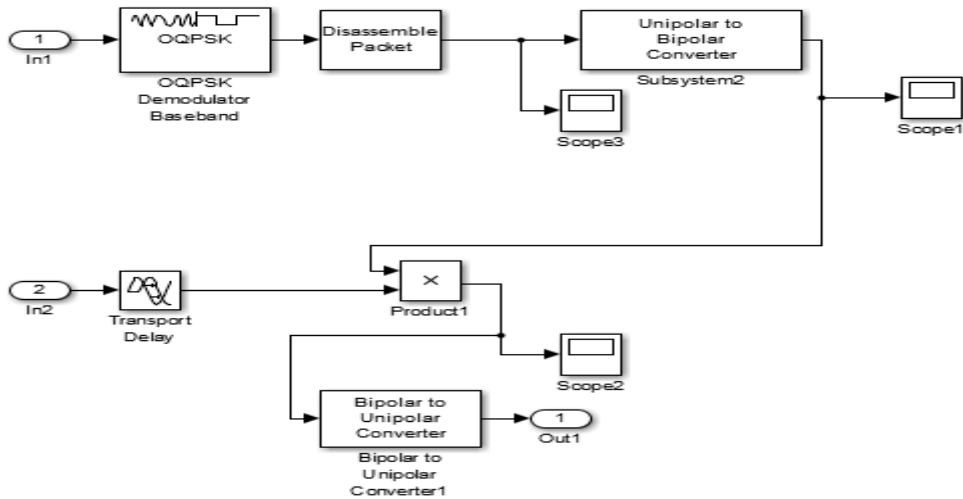 1
In1
OQPSK
OQPSK
Demodulator
Baseband
Disassemble
Packet
Scope3
Unipolar to
Bipolar
Converter
Subsystem2
Scope1
2
In2
Transport
Delay
×
Product1
Scope2
Bipolar to
Unipolar
Converter
Bipolar to
Unipolar
Converter1
1
Out1